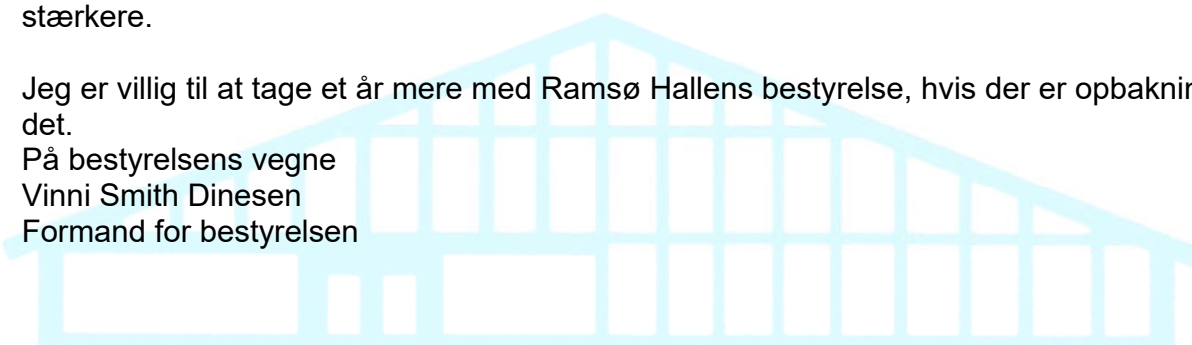 stærkere.
Jeg er villig til at tage et år mere med Ramsø Hallens bestyrelse, hvis der er
det.
På bestyrelsens vegne
Vinni Smith Dinesen
Formand for bestyrelsen